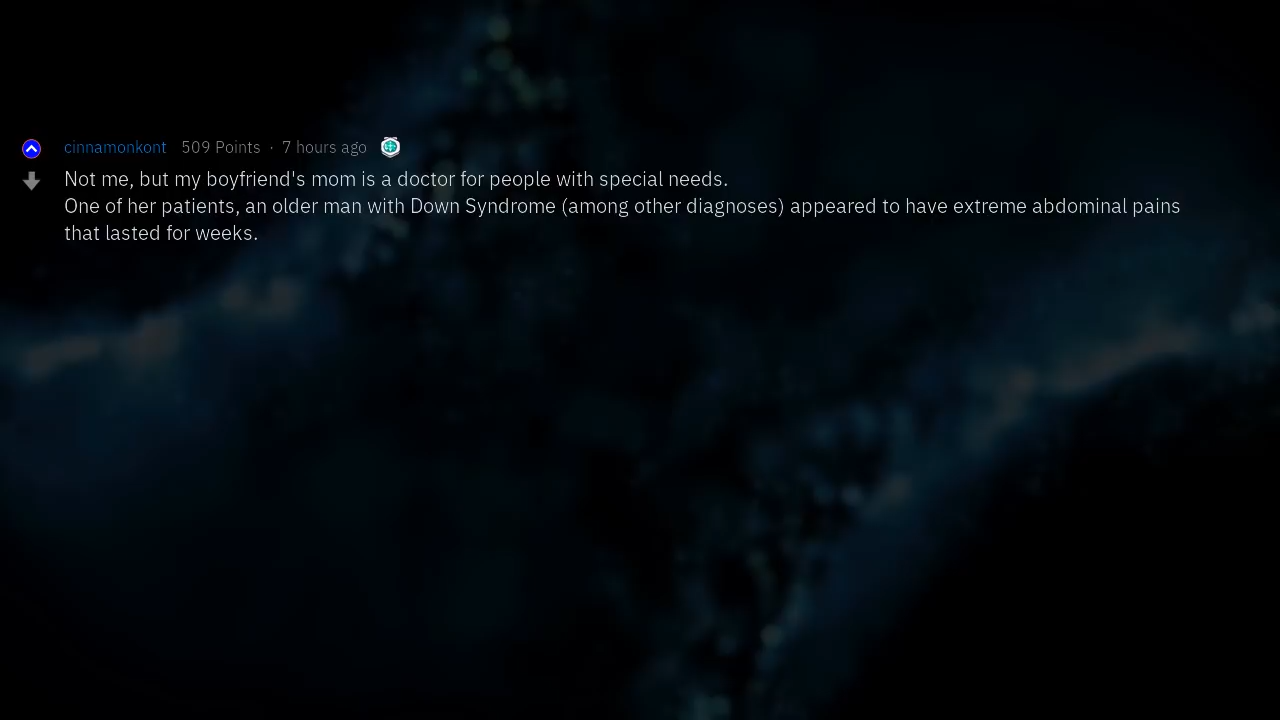 cinnamonkont 509 Points · 7 hours ago
Not me, but my boyfriend's mom is a doctor for people with special needs.
One of her patients, an older man with Down Syndrome (among other diagnoses) appeared to have extreme abdominal pains
that lasted for weeks.